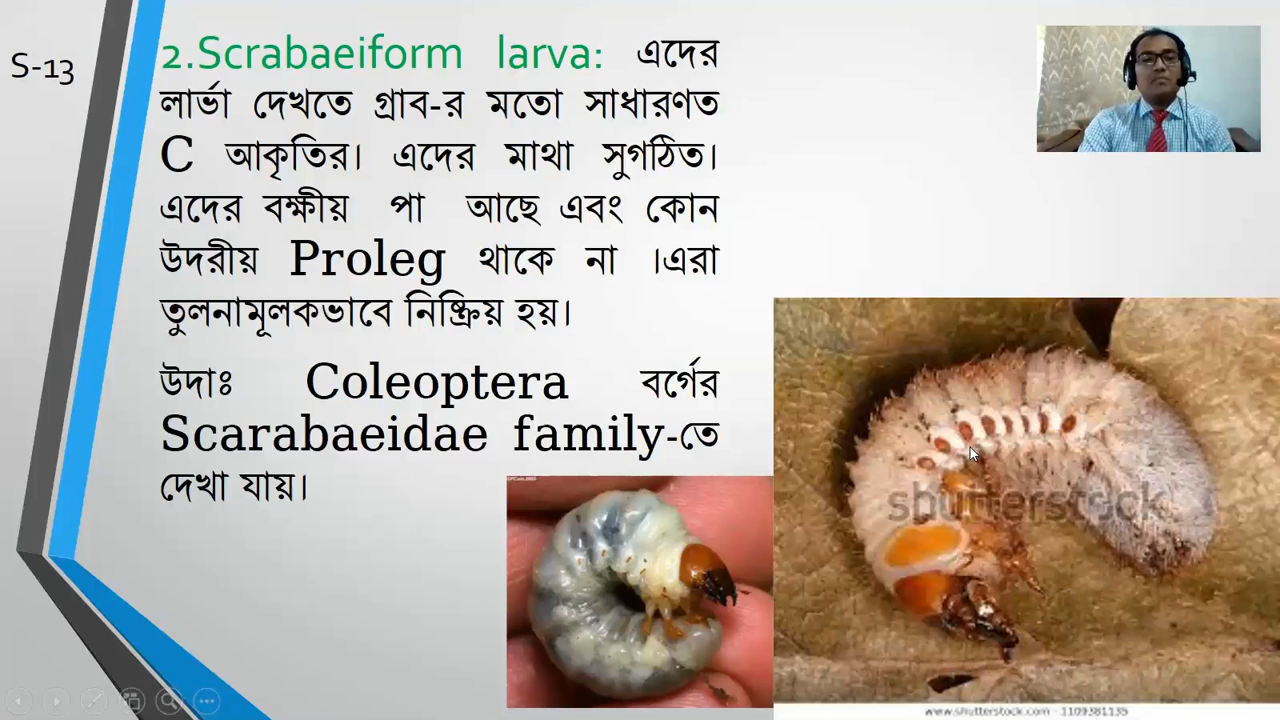 S-13
2.Scrabaeiform larva: এদের
লার্ভা দেখতে গ্রাব-র মতো সাধারণত
C আকৃতির। এদের মাথা সুগঠিত।
এদের বক্ষীয় পা আছে এবং কোন
উদরীয় Proleg থাকে না ।এরা
তুলনামূলকভাবে নিষ্ক্রিয় হয়।
উদাঃ Coleoptera বর্গের
Scarabaeidae family-তে
দেখা যায়।
shutterstock
www.shutterstock.com · 1109381135